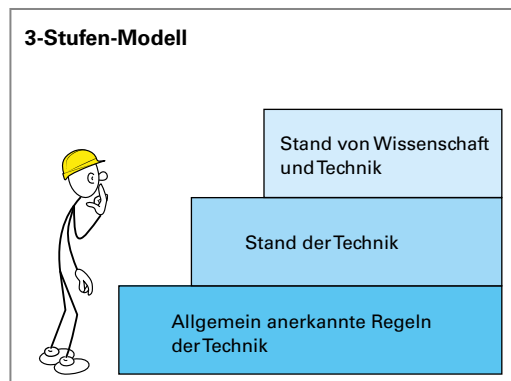 3-Stufen-Modell
Stand von Wissenschaft
und Technik
Stand der Technik
Allgemein anerkannte Regeln
der Technik